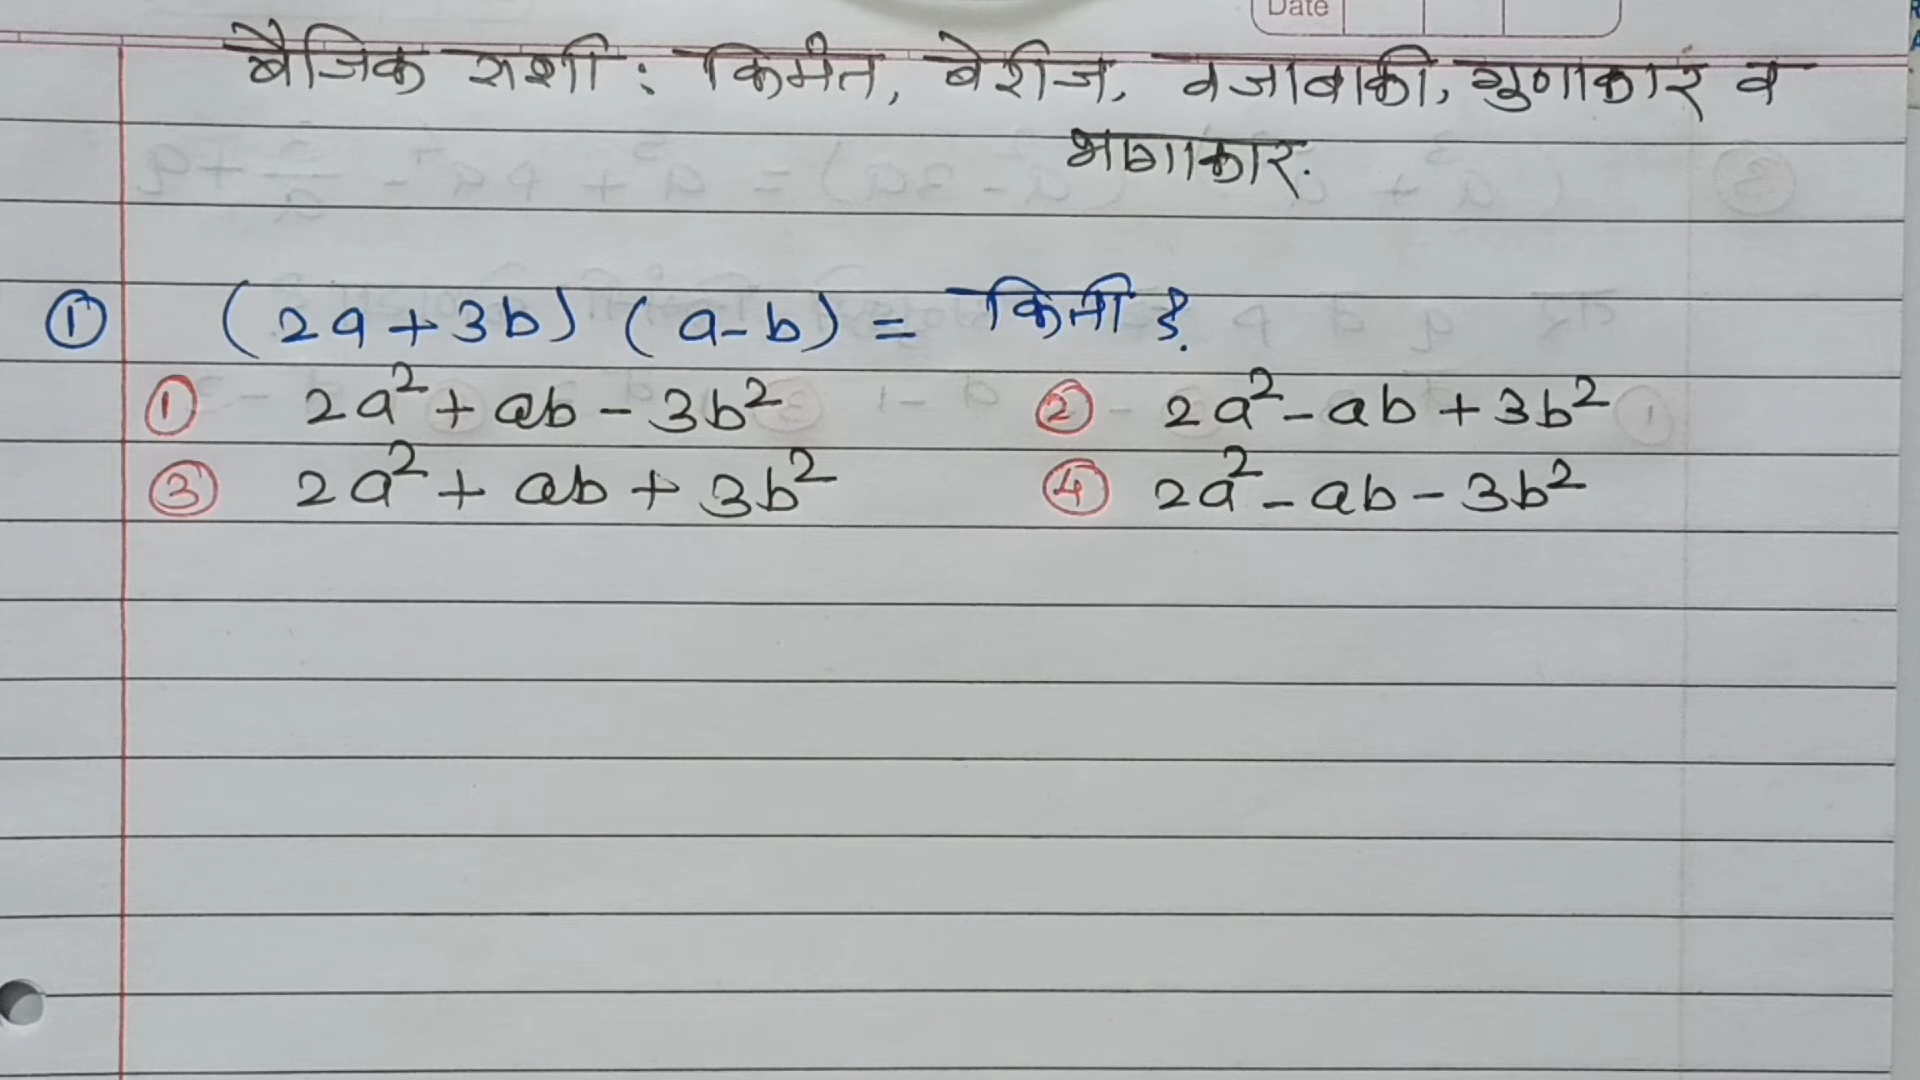 Date
बैजिक राशी : किंमत, बेरीज, वजाबाकी, गुणाकार व
भागाकार.
① (2a+3b) (a-b) = किती ?
① 2a² + ab - 3b² ② 2a² - ab + 3b²
③ 2a² + ab + 3b² ④ 2a² - ab - 3b²